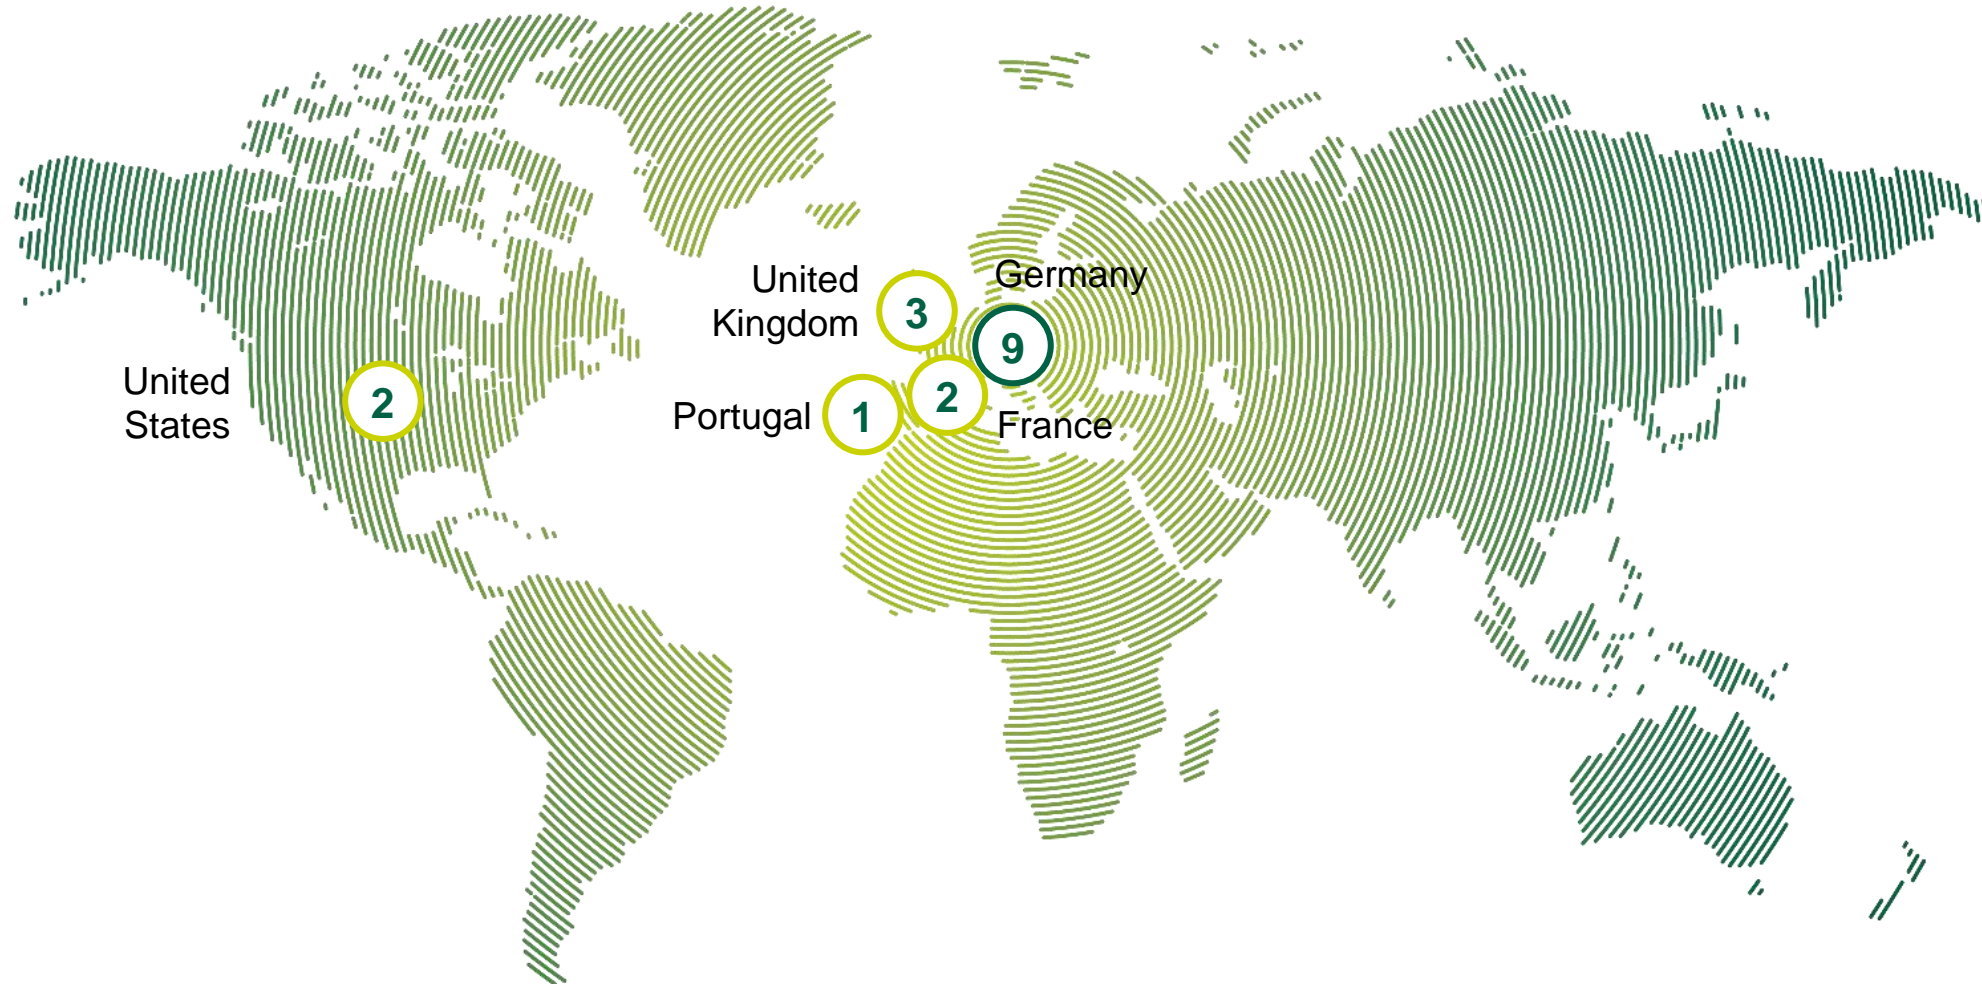 United
Kingdom
3
Germany
9
United
States
2
Portugal
1
2
France